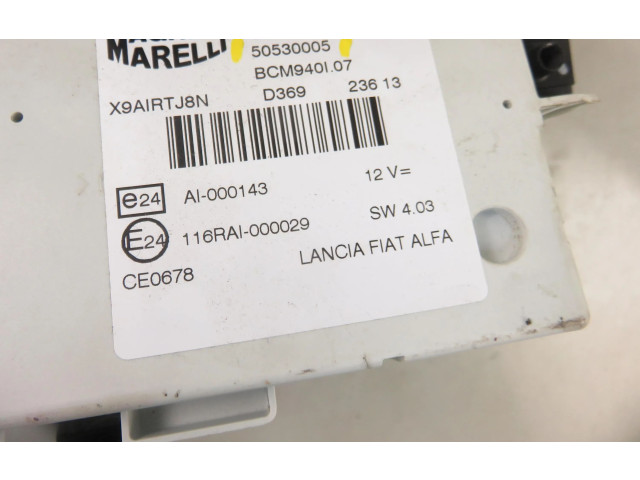 MARELLI
50530005
BCM940I.07
X9AIRTJ8N D369 236 13
e24 AI-000143 12 V=
E24 116RAI-000029 SW 4.03
CE0678 LANCIA FIAT ALFA